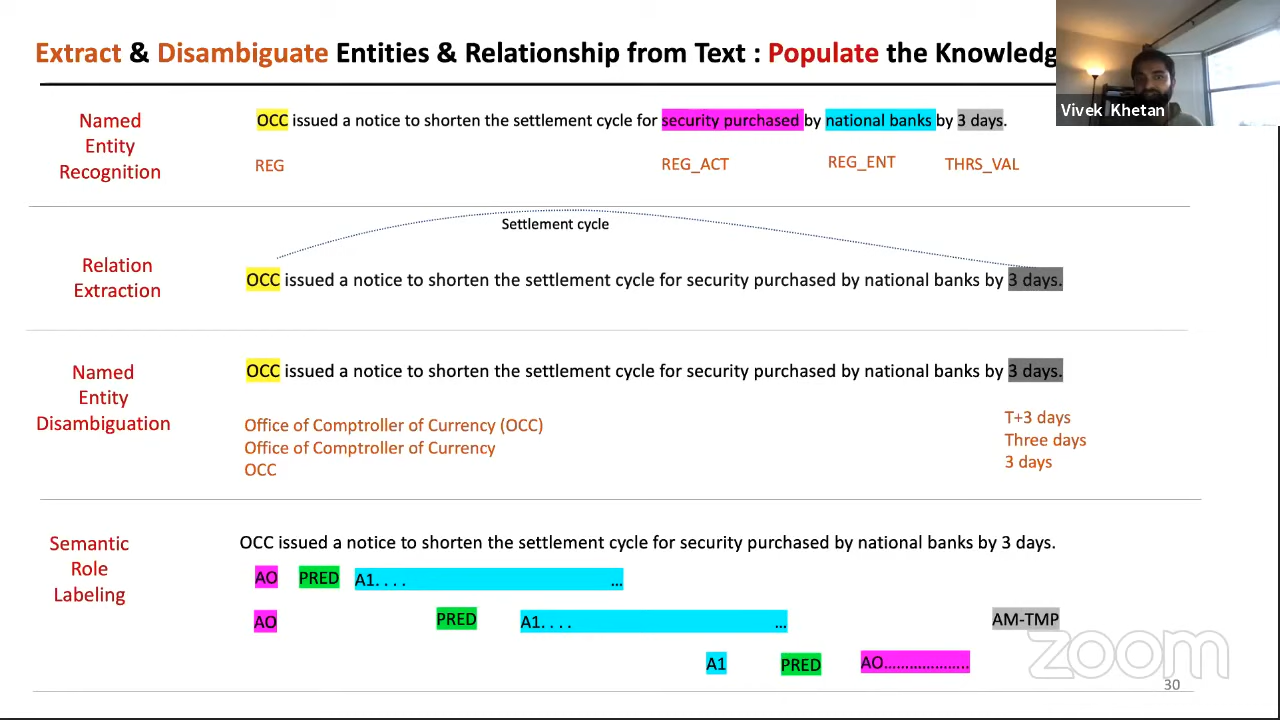 Extract & Disambiguate Entities & Relationship from Text : Populate the Knowledg
Vivek Khetan
Named
Entity
Recognition
OCC issued a notice to shorten the settlement cycle for security purchased by national banks by 3 days.
REG
REG_ACT
REG_ENT
THRS_VAL
Settlement cycle
Relation
Extraction
OCC issued a notice to shorten the settlement cycle for security purchased by national banks by 3 days.
Named
Entity
Disambiguation
OCC issued a notice to shorten the settlement cycle for security purchased by national banks by 3 days.
Office of Comptroller of Currency (OCC)
Office of Comptroller of Currency
OCC
T+3 days
Three days
3 days
Semantic
Role
Labeling
OCC issued a notice to shorten the settlement cycle for security purchased by national banks by 3 days.
AO PRED A1. . . . ...
AO PRED A1. . . . ... AM-TMP
A1 PRED AO....................
zoom
30